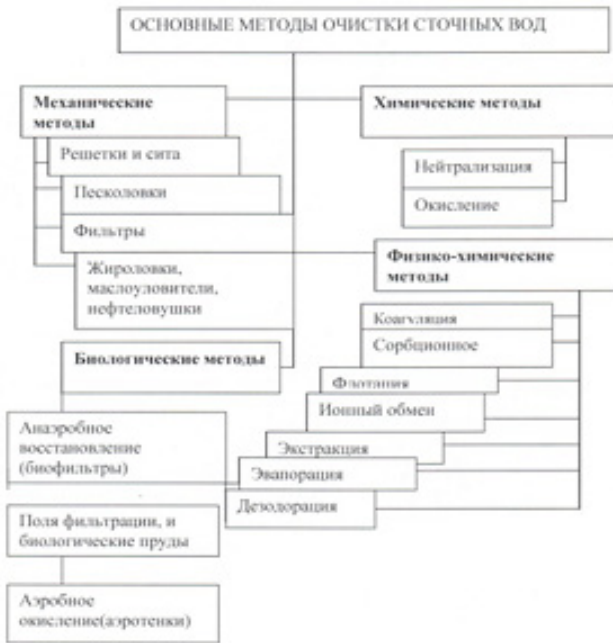 ОСНОВНЫЕ МЕТОДЫ ОЧИСТКИ СТОЧНЫХ ВОД
Механические
методы
Решетки и сита
Песколовки
Фильтры
Жироловки,
маслоуловители,
нефтеловушки
Химические методы
Нейтрализация
Окисление
Физико-химические
методы
Коагуляция
Сорбционное
Флотация
Ионный обмен
Экстракция
Эвапорация
Дезодорация
Биологические методы
Анаэробное
восстановление
(биофильтры)
Поля фильтрации, и
биологические пруды
Аэробное
окисление(аэротенки)